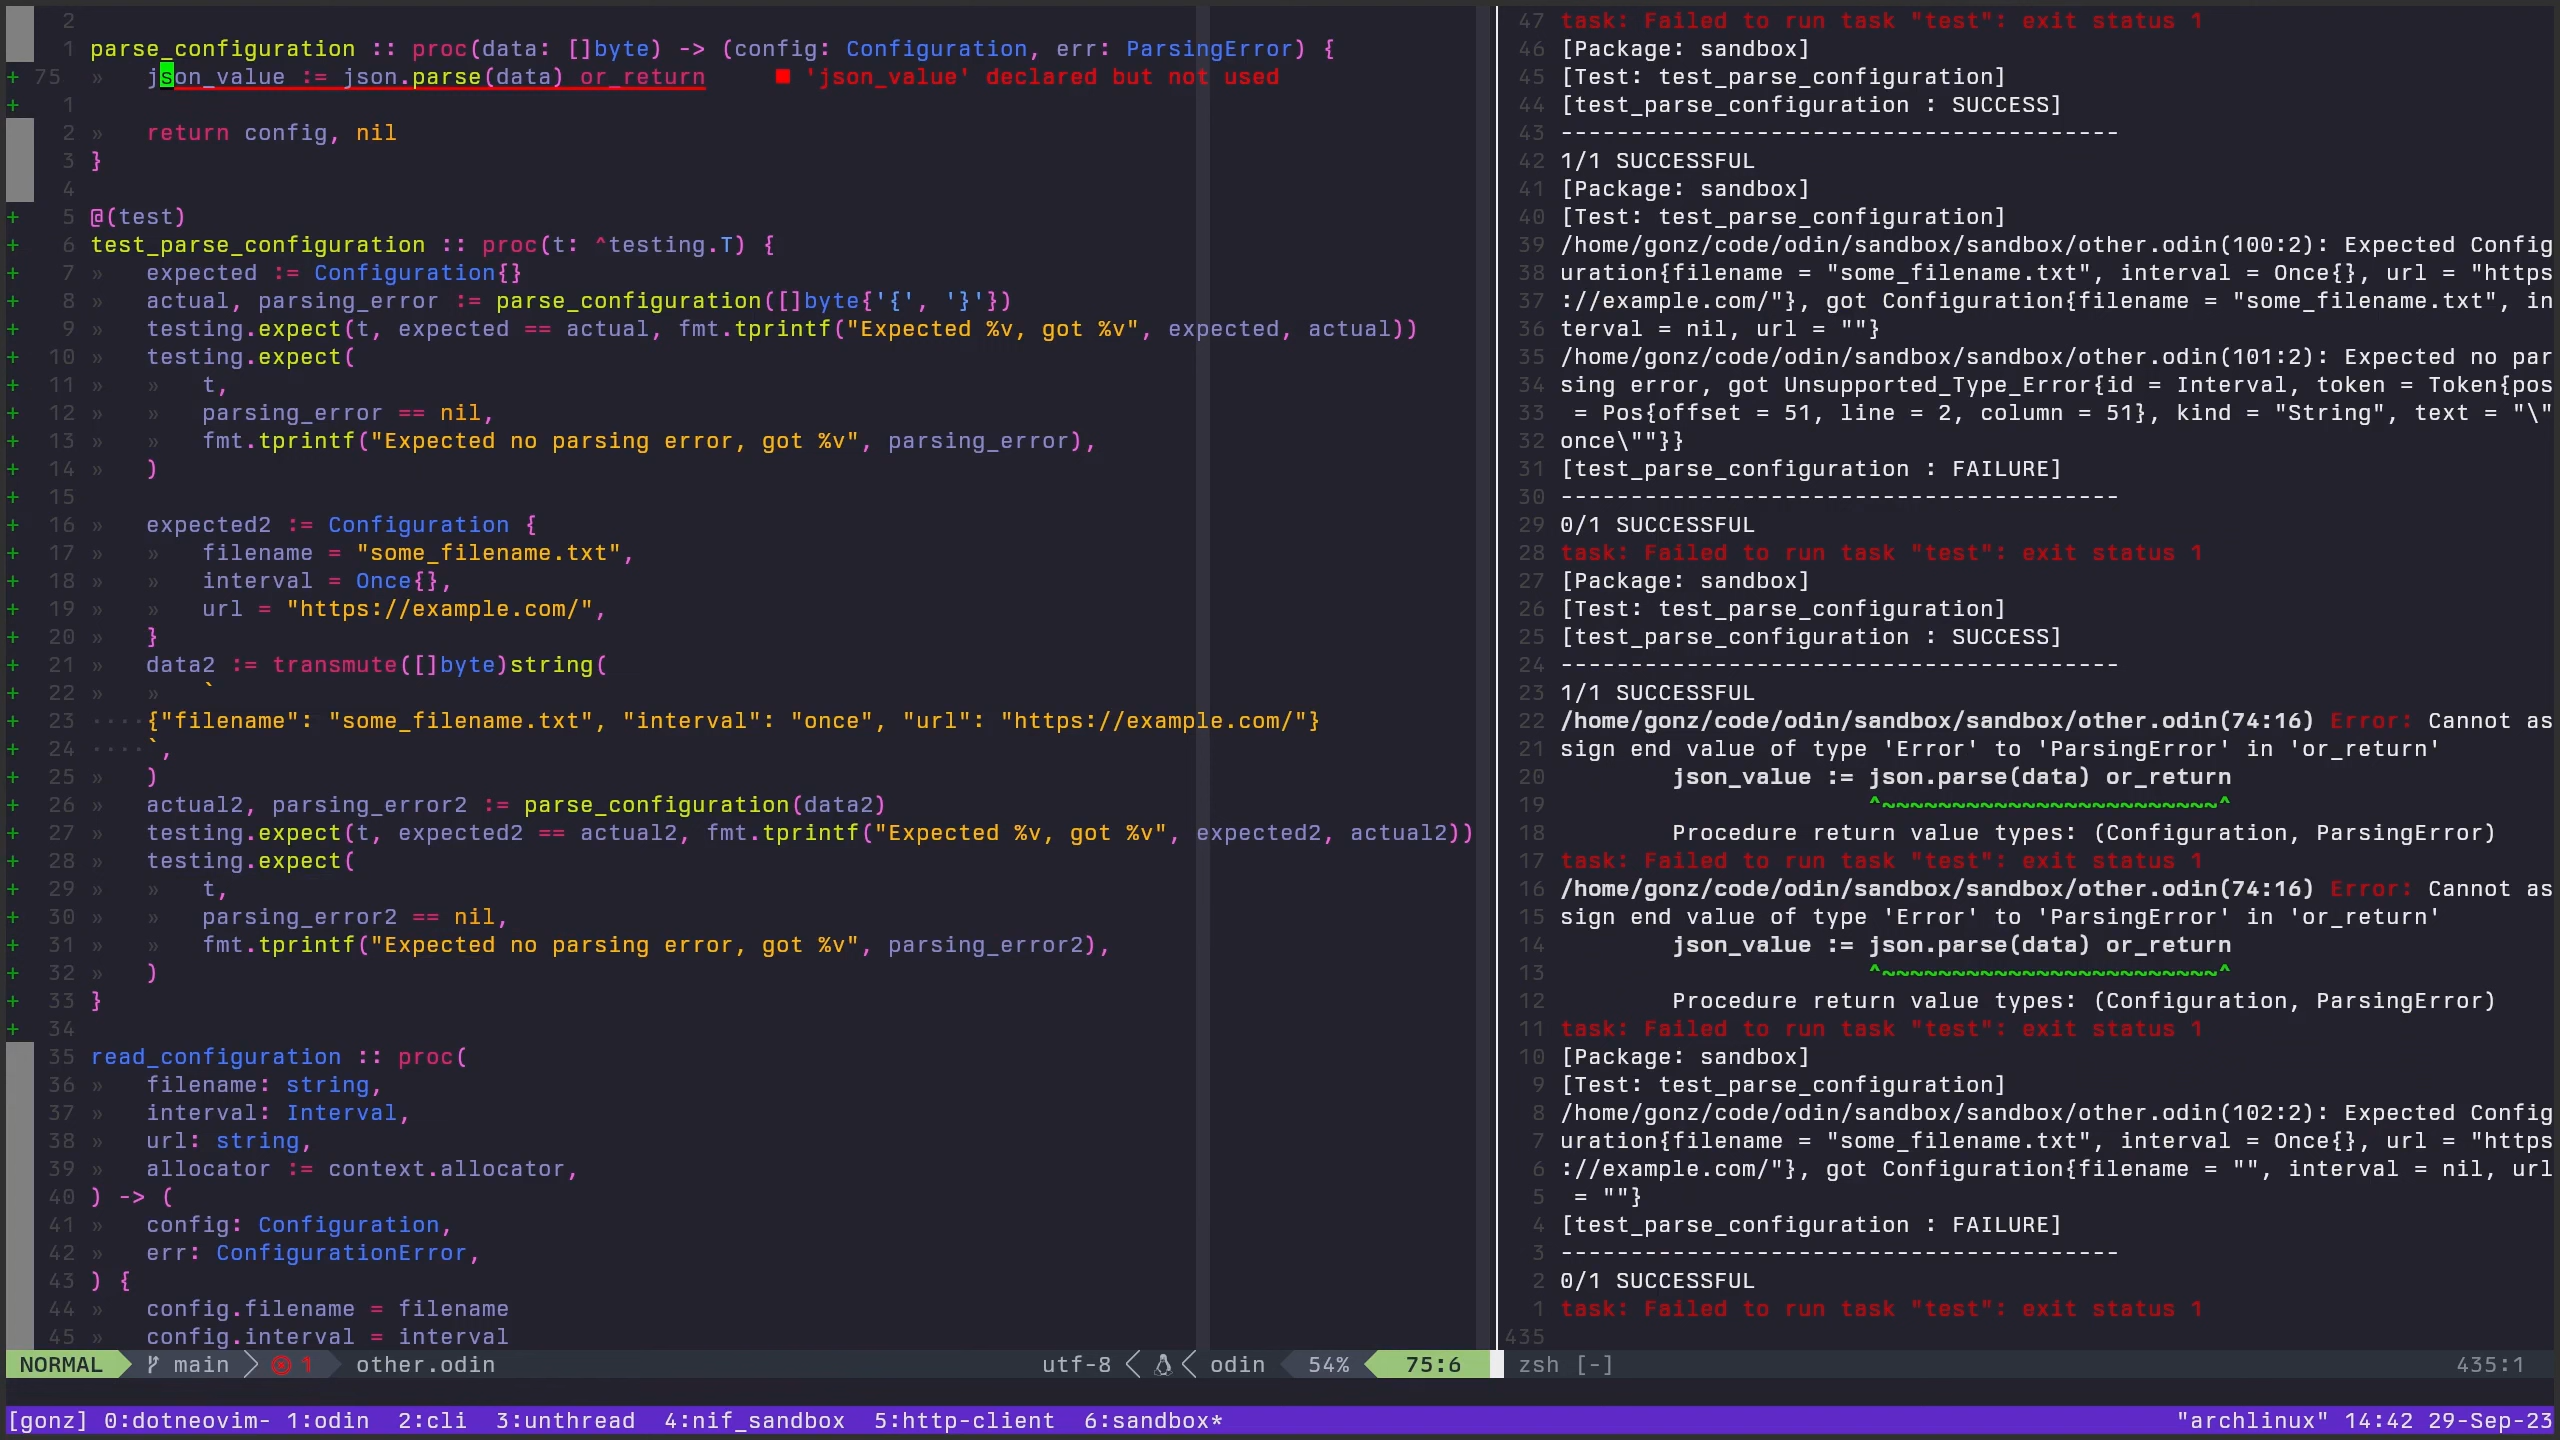 2
1 parse_configuration :: proc(data: []byte) -> (config: Configuration, err: ParsingError) {
+ 75 » json_value := json.parse(data) or_return ■ 'json_value' declared but not used
+ 1
2 » return config, nil
3 }
4
+ 5 @(test)
+ 6 test_parse_configuration :: proc(t: ^testing.T) {
+ 7 » expected := Configuration{}
+ 8 » actual, parsing_error := parse_configuration([]byte{'{', '}'})
+ 9 » testing.expect(t, expected == actual, fmt.tprintf("Expected %v, got %v", expected, actual))
+ 10 » testing.expect(
+ 11 » » t,
+ 12 » » parsing_error == nil,
+ 13 » » fmt.tprintf("Expected no parsing error, got %v", parsing_error),
+ 14 » )
+ 15
+ 16 » expected2 := Configuration {
+ 17 » » filename = "some_filename.txt",
+ 18 » » interval = Once{},
+ 19 » » url = "https://example.com/",
+ 20 » }
+ 21 » data2 := transmute([]byte)string(
+ 22 » » `
+ 23 ····{"filename": "some_filename.txt", "interval": "once", "url": "https://example.com/"}
+ 24 ····`,
+ 25 » )
+ 26 » actual2, parsing_error2 := parse_configuration(data2)
+ 27 » testing.expect(t, expected2 == actual2, fmt.tprintf("Expected %v, got %v", expected2, actual2))
+ 28 » testing.expect(
+ 29 » » t,
+ 30 » » parsing_error2 == nil,
+ 31 » » fmt.tprintf("Expected no parsing error, got %v", parsing_error2),
+ 32 » )
+ 33 }
+ 34
35 read_configuration :: proc(
36 » filename: string,
37 » interval: Interval,
38 » url: string,
39 » allocator := context.allocator,
40 ) -> (
41 » config: Configuration,
42 » err: ConfigurationError,
43 ) {
44 » config.filename = filename
45 » config.interval = interval
NORMAL main 1 other.odin utf-8 odin 54% 75:6
47 task: Failed to run task "test": exit status 1
46 [Package: sandbox]
45 [Test: test_parse_configuration]
44 [test_parse_configuration : SUCCESS]
43 ----------------------------------------
42 1/1 SUCCESSFUL
41 [Package: sandbox]
40 [Test: test_parse_configuration]
39 /home/gonz/code/odin/sandbox/sandbox/other.odin(100:2): Expected Config
38 uration{filename = "some_filename.txt", interval = Once{}, url = "https
37 ://example.com/"}, got Configuration{filename = "some_filename.txt", in
36 terval = nil, url = ""}
35 /home/gonz/code/odin/sandbox/sandbox/other.odin(101:2): Expected no par
34 sing error, got Unsupported_Type_Error{id = Interval, token = Token{pos
33  = Pos{offset = 51, line = 2, column = 51}, kind = "String", text = "\"
32 once\""}}
31 [test_parse_configuration : FAILURE]
30 ----------------------------------------
29 0/1 SUCCESSFUL
28 task: Failed to run task "test": exit status 1
27 [Package: sandbox]
26 [Test: test_parse_configuration]
25 [test_parse_configuration : SUCCESS]
24 ----------------------------------------
23 1/1 SUCCESSFUL
22 /home/gonz/code/odin/sandbox/sandbox/other.odin(74:16) Error: Cannot as
21 sign end value of type 'Error' to 'ParsingError' in 'or_return'
20 json_value := json.parse(data) or_return
19 ^~~~~~~~~~~~~~~~~~~~~~~~~^
18 Procedure return value types: (Configuration, ParsingError)
17 task: Failed to run task "test": exit status 1
16 /home/gonz/code/odin/sandbox/sandbox/other.odin(74:16) Error: Cannot as
15 sign end value of type 'Error' to 'ParsingError' in 'or_return'
14 json_value := json.parse(data) or_return
13 ^~~~~~~~~~~~~~~~~~~~~~~~~^
12 Procedure return value types: (Configuration, ParsingError)
11 task: Failed to run task "test": exit status 1
10 [Package: sandbox]
9 [Test: test_parse_configuration]
8 /home/gonz/code/odin/sandbox/sandbox/other.odin(102:2): Expected Config
7 uration{filename = "some_filename.txt", interval = Once{}, url = "https
6 ://example.com/"}, got Configuration{filename = "", interval = nil, url
5  = ""}
4 [test_parse_configuration : FAILURE]
3 ----------------------------------------
2 0/1 SUCCESSFUL
1 task: Failed to run task "test": exit status 1
435
zsh [-] 435:1
[gonz] 0:dotneovim- 1:odin 2:cli 3:unthread 4:nif_sandbox 5:http-client 6:sandbox* "archlinux" 14:42 29-Sep-23